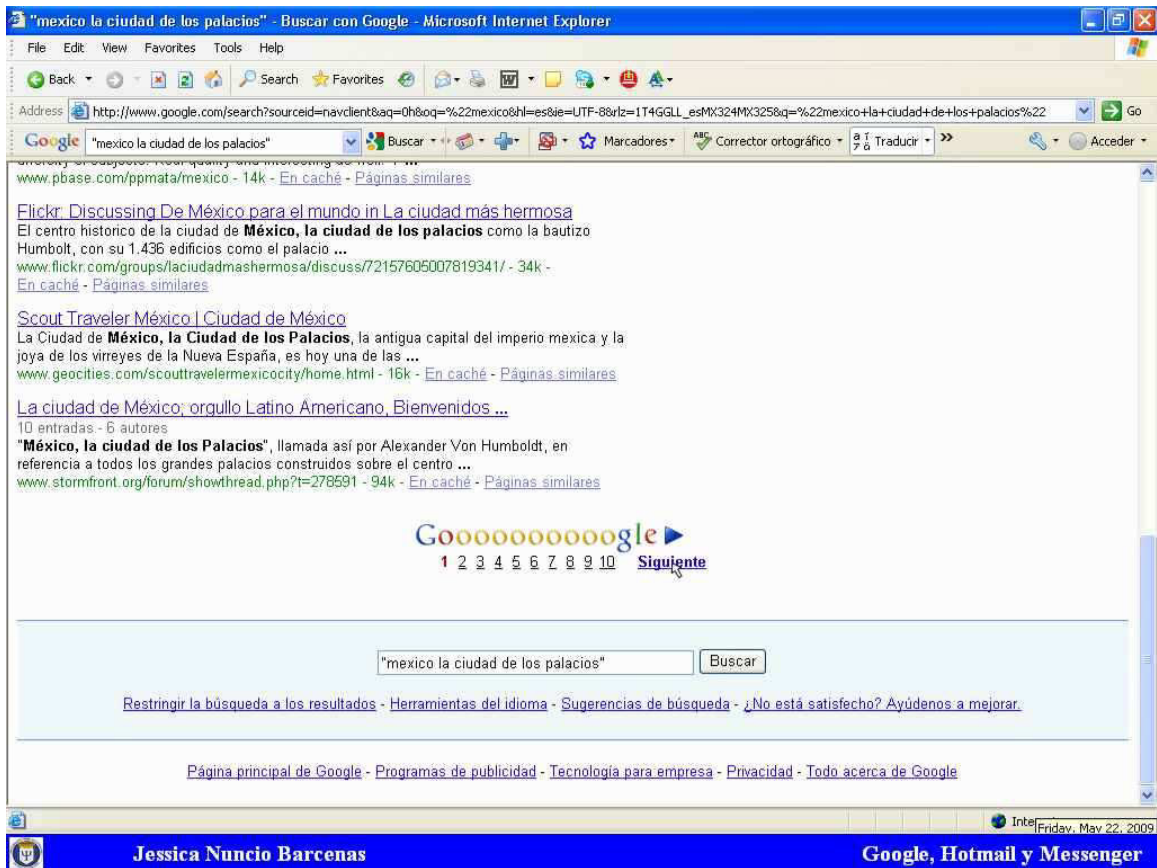 "mexico la ciudad de los palacios" - Buscar con Google - Microsoft Internet Explorer
File Edit View Favorites Tools Help
Back Search Favorites
Address http://www.google.com/search?sourceid=navclient&aq=0h&oq=%22mexico&hl=es&ie=UTF-8&rlz=1T4GGLL_esMX324MX325&q=%22mexico+la+ciudad+de+los+palacios%22 Go
Google "mexico la ciudad de los palacios" Buscar Marcadores Corrector ortográfico Traducir » Acceder
www.pbase.com/ppmata/mexico - 14k - En caché - Páginas similares
Flickr: Discussing De México para el mundo in La ciudad más hermosa
El centro historico de la ciudad de México, la ciudad de los palacios como la bautizo
Humbolt, con su 1.436 edificios como el palacio ...
www.flickr.com/groups/laciudadmashermosa/discuss/72157605007819341/ - 34k -
En caché - Páginas similares
Scout Traveler México | Ciudad de México
La Ciudad de México, la Ciudad de los Palacios, la antigua capital del imperio mexica y la
joya de los virreyes de la Nueva España, es hoy una de las ...
www.geocities.com/scouttravelermexicocity/home.html - 16k - En caché - Páginas similares
La ciudad de México; orgullo Latino Americano, Bienvenidos ...
10 entradas - 6 autores
"México, la ciudad de los Palacios", llamada así por Alexander Von Humboldt, en
referencia a todos los grandes palacios construidos sobre el centro ...
www.stormfront.org/forum/showthread.php?t=278591 - 94k - En caché - Páginas similares
Goooooooooogle
1 2 3 4 5 6 7 8 9 10 Siguiente
"mexico la ciudad de los palacios" Buscar
Restringir la búsqueda a los resultados - Herramientas del idioma - Sugerencias de búsqueda - ¿No está satisfecho? Ayúdenos a mejorar.
Página principal de Google - Programas de publicidad - Tecnología para empresa - Privacidad - Todo acerca de Google
Friday, May 22, 2009
Jessica Nuncio Barcenas Google, Hotmail y Messenger